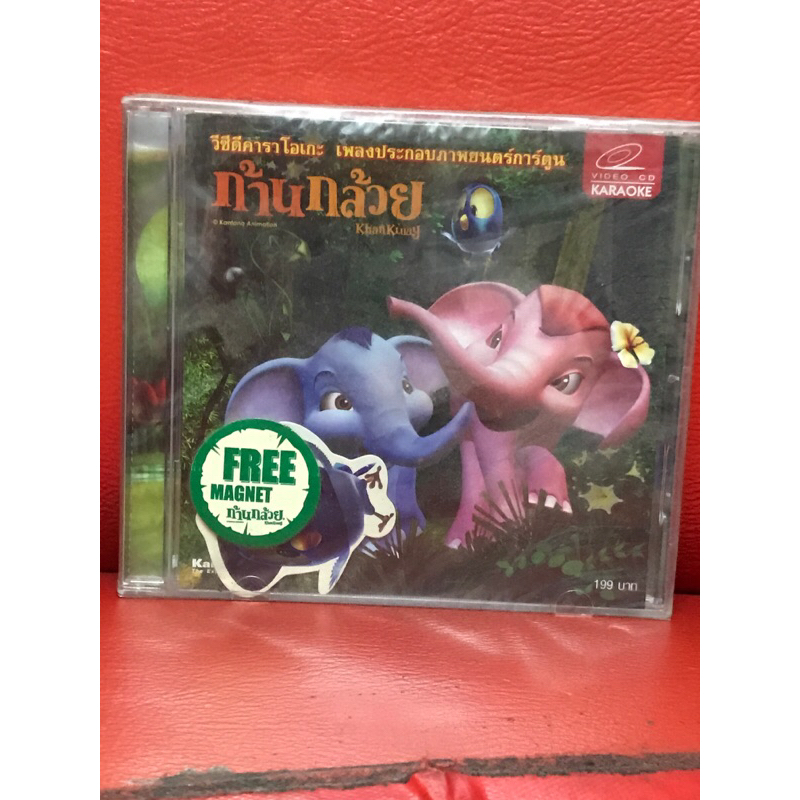 วีซีดีคาราโอเกะ เพลงประกอบภาพยนตร์การ์ตูน
ก้านกล้วย
© Kantana Animation
KhanKluay
VIDEO CD
KARAOKE
FREE
MAGNET
ก้านกล้วย
Ka
199 บาท